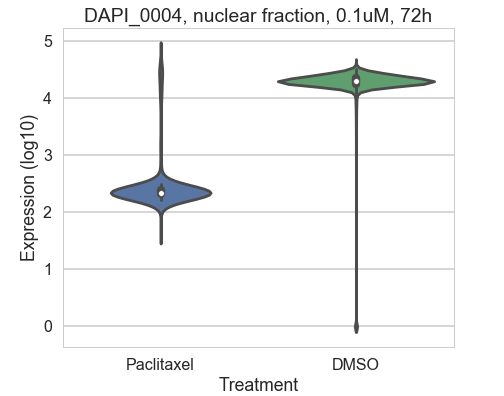 DAPI_0004, nuclear fraction, 0.1uM, 72h
5
4
3
2
1
0
Expression (log10)
Paclitaxel DMSO
Treatment